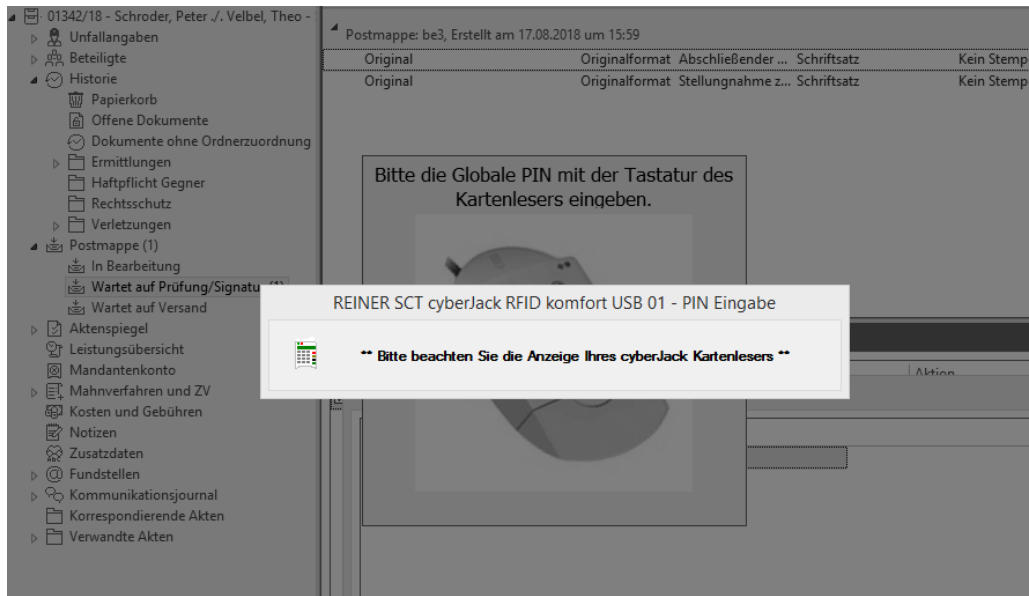 01342/18 - Schroder, Peter ./. Velbel, Theo -
Unfallangaben
Beteiligte
Historie
Papierkorb
Offene Dokumente
Dokumente ohne Ordnerzuordnung
Ermittlungen
Haftpflicht Gegner
Rechtsschutz
Verletzungen
Postmappe (1)
In Bearbeitung
Wartet auf Prüfung/Signatur (1)
Wartet auf Versand
Aktenspiegel
Leistungsübersicht
Mandantenkonto
Mahnverfahren und ZV
Kosten und Gebühren
Notizen
Zusatzdaten
Fundstellen
Kommunikationsjournal
Korrespondierende Akten
Verwandte Akten
Postmappe: be3, Erstellt am 17.08.2018 um 15:59
Original Originalformat Abschließender ... Schriftsatz Kein Stemp
Original Originalformat Stellungnahme z... Schriftsatz Kein Stemp
Bitte die Globale PIN mit der Tastatur des
Kartenlesers eingeben.
REINER SCT cyberJack RFID komfort USB 01 - PIN Eingabe
** Bitte beachten Sie die Anzeige Ihres cyberJack Kartenlesers **
Aktion